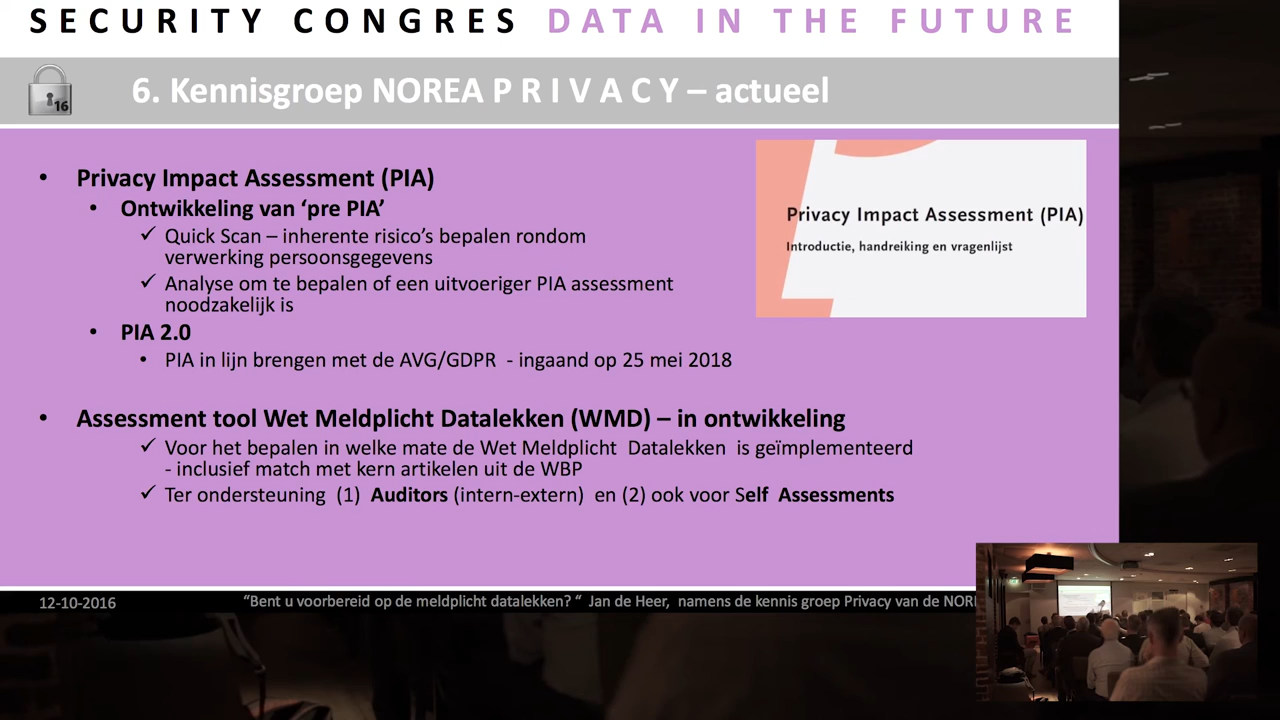 SECURITY CONGRES DATA IN THE FUTURE
16
6. Kennisgroep NOREA P R I V A C Y – actueel
• Privacy Impact Assessment (PIA)
• Ontwikkeling van ‘pre PIA’
✓ Quick Scan – inherente risico’s bepalen rondom
verwerking persoonsgegevens
✓ Analyse om te bepalen of een uitvoeriger PIA assessment
noodzakelijk is
• PIA 2.0
• PIA in lijn brengen met de AVG/GDPR - ingaand op 25 mei 2018
Privacy Impact Assessment (PIA)
Introductie, handreiking en vragenlijst
• Assessment tool Wet Meldplicht Datalekken (WMD) – in ontwikkeling
✓ Voor het bepalen in welke mate de Wet Meldplicht Datalekken is geïmplementeerd
- inclusief match met kern artikelen uit de WBP
✓ Ter ondersteuning (1) Auditors (intern-extern) en (2) ook voor Self Assessments
12-10-2016
“Bent u voorbereid op de meldplicht datalekken? “ Jan de Heer, namens de kennis groep Privacy van de